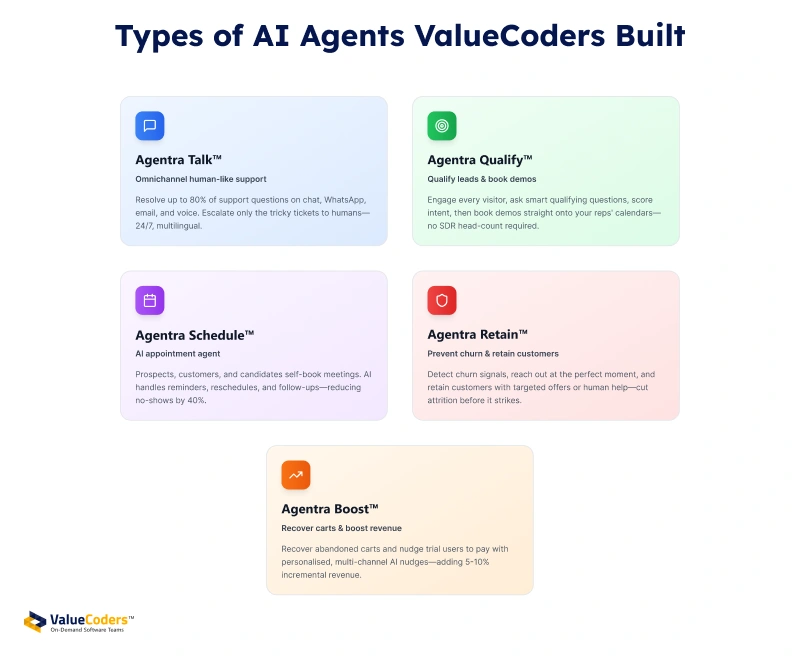 Types of AI Agents ValueCoders Built
Agentra Talk™
Omnichannel human-like support
Resolve up to 80% of support questions on chat, WhatsApp,
email, and voice. Escalate only the tricky tickets to humans—
24/7, multilingual.
Agentra Qualify™
Qualify leads & book demos
Engage every visitor, ask smart qualifying questions, score
intent, then book demos straight onto your reps' calendars—
no SDR head-count required.
Agentra Schedule™
AI appointment agent
Prospects, customers, and candidates self-book meetings. AI
handles reminders, reschedules, and follow-ups—reducing
no-shows by 40%.
Agentra Retain™
Prevent churn & retain customers
Detect churn signals, reach out at the perfect moment, and
retain customers with targeted offers or human help—cut
attrition before it strikes.
Agentra Boost™
Recover carts & boost revenue
Recover abandoned carts and nudge trial users to pay with
personalised, multi-channel AI nudges—adding 5-10%
incremental revenue.
ValueCoders™
On-Demand Software Teams